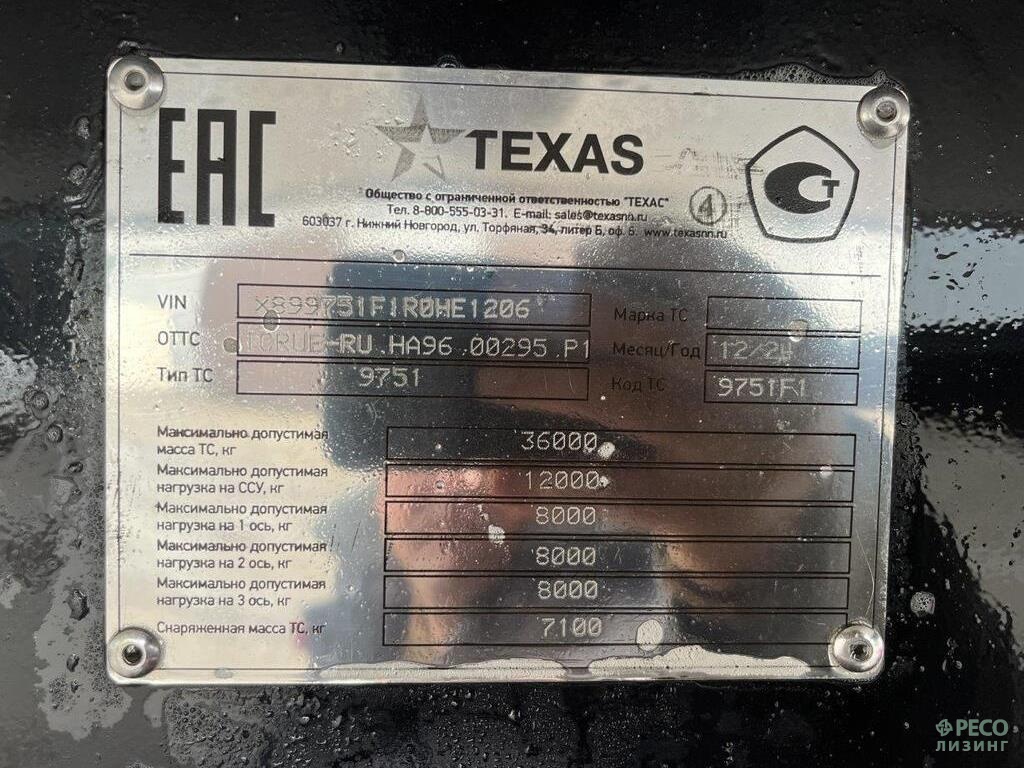 EAC
TEXAS
Общество с ограниченной ответственностью "ТЕХАС"
Тел. 8-800-555-03-31. E-mail: sales@texasnn.ru
603037 г. Нижний Новгород, ул. Торфяная, 34, литер Б, оф. 6. www.texasnn.ru
4
Ст
VIN X899751F1R0HE1206
Марка ТС
ОТТС RU.НА96.00295.P1
Месяц/Год
Тип ТС 9751
Код ТС 9751F1
Максимально допустимая
масса ТС, кг 36000
Максимально допустимая
нагрузка на ССУ, кг 12000
Максимально допустимая
нагрузка на 1 ось, кг 8000
Максимально допустимая
нагрузка на 2 ось, кг 8000
Максимально допустимая
нагрузка на 3 ось, кг 8000
Снаряженная масса ТС, кг 7100
РЕСО
ЛИЗИНГ